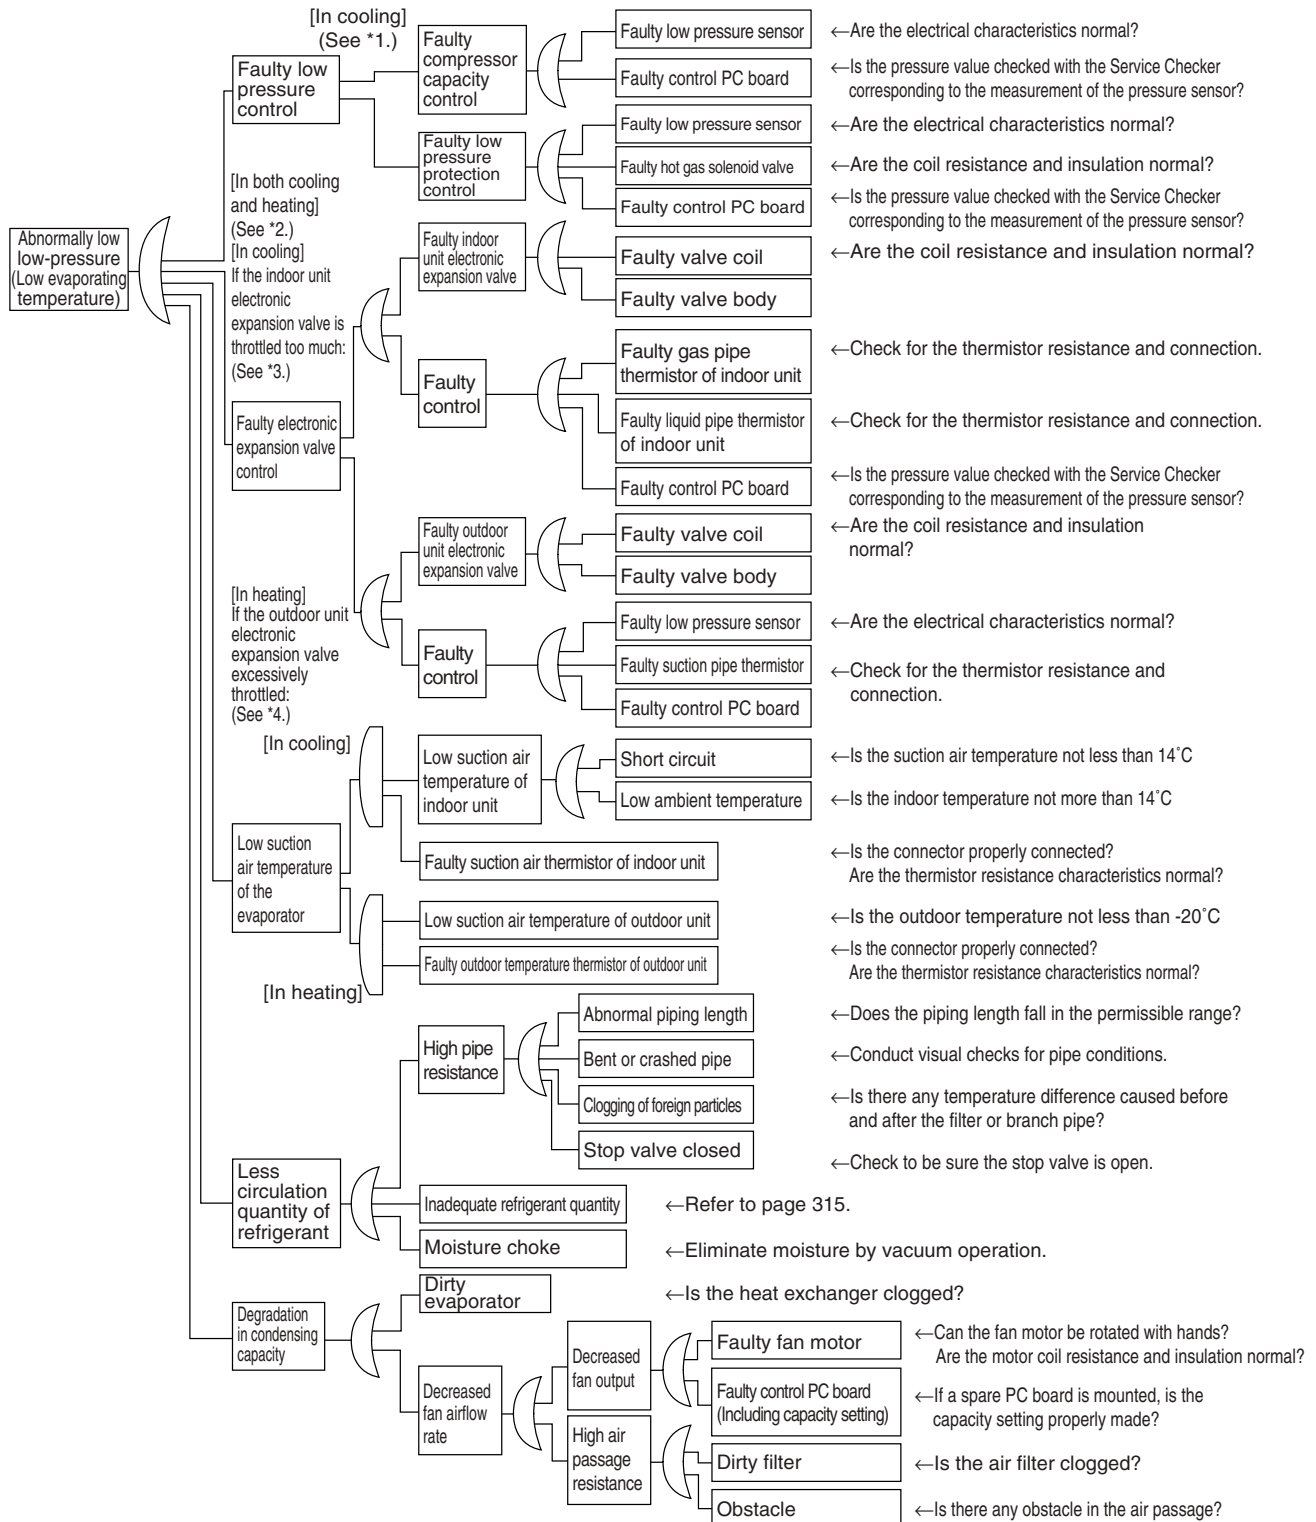 [In cooling]
(See *1.)
Faulty low
pressure
control
Faulty
compressor
capacity
control
Faulty low pressure sensor
←Are the electrical characteristics normal?
Faulty control PC board
←Is the pressure value checked with the Service Checker
corresponding to the measurement of the pressure sensor?
Faulty low
pressure
protection
control
Faulty low pressure sensor
←Are the electrical characteristics normal?
Faulty hot gas solenoid valve
←Are the coil resistance and insulation normal?
Faulty control PC board
←Is the pressure value checked with the Service Checker
corresponding to the measurement of the pressure sensor?
Abnormally low
low-pressure
(Low evaporating
temperature)
[In both cooling
and heating]
(See *2.)
[In cooling]
If the indoor unit
electronic
expansion valve is
throttled too much:
(See *3.)
Faulty electronic
expansion valve
control
Faulty indoor
unit electronic
expansion valve
Faulty valve coil
←Are the coil resistance and insulation normal?
Faulty valve body
Faulty
control
Faulty gas pipe
thermistor of indoor unit
←Check for the thermistor resistance and connection.
Faulty liquid pipe thermistor
of indoor unit
←Check for the thermistor resistance and connection.
Faulty control PC board
←Is the pressure value checked with the Service Checker
corresponding to the measurement of the pressure sensor?
[In heating]
If the outdoor unit
electronic
expansion valve
excessively
throttled:
(See *4.)
Faulty outdoor
unit electronic
expansion valve
Faulty valve coil
←Are the coil resistance and insulation
normal?
Faulty valve body
Faulty
control
Faulty low pressure sensor
←Are the electrical characteristics normal?
Faulty suction pipe thermistor
←Check for the thermistor resistance and
connection.
Faulty control PC board
[In cooling]
Low suction
air temperature
of the
evaporator
Low suction air
temperature of
indoor unit
Short circuit
←Is the suction air temperature not less than 14˚C
Low ambient temperature
←Is the indoor temperature not more than 14˚C
Faulty suction air thermistor of indoor unit
←Is the connector properly connected?
Are the thermistor resistance characteristics normal?
Low suction air temperature of outdoor unit
←Is the outdoor temperature not less than -20˚C
Faulty outdoor temperature thermistor of outdoor unit
←Is the connector properly connected?
Are the thermistor resistance characteristics normal?
[In heating]
Less
circulation
quantity of
refrigerant
High pipe
resistance
Abnormal piping length
←Does the piping length fall in the permissible range?
Bent or crashed pipe
←Conduct visual checks for pipe conditions.
Clogging of foreign particles
←Is there any temperature difference caused before
and after the filter or branch pipe?
Stop valve closed
←Check to be sure the stop valve is open.
Inadequate refrigerant quantity
←Refer to page 315.
Moisture choke
←Eliminate moisture by vacuum operation.
Degradation
in condensing
capacity
Dirty
evaporator
←Is the heat exchanger clogged?
Decreased
fan airflow
rate
Decreased
fan output
Faulty fan motor
←Can the fan motor be rotated with hands?
Are the motor coil resistance and insulation normal?
Faulty control PC board
(Including capacity setting)
←If a spare PC board is mounted, is the
capacity setting properly made?
High air
passage
resistance
Dirty filter
←Is the air filter clogged?
Obstacle
←Is there any obstacle in the air passage?